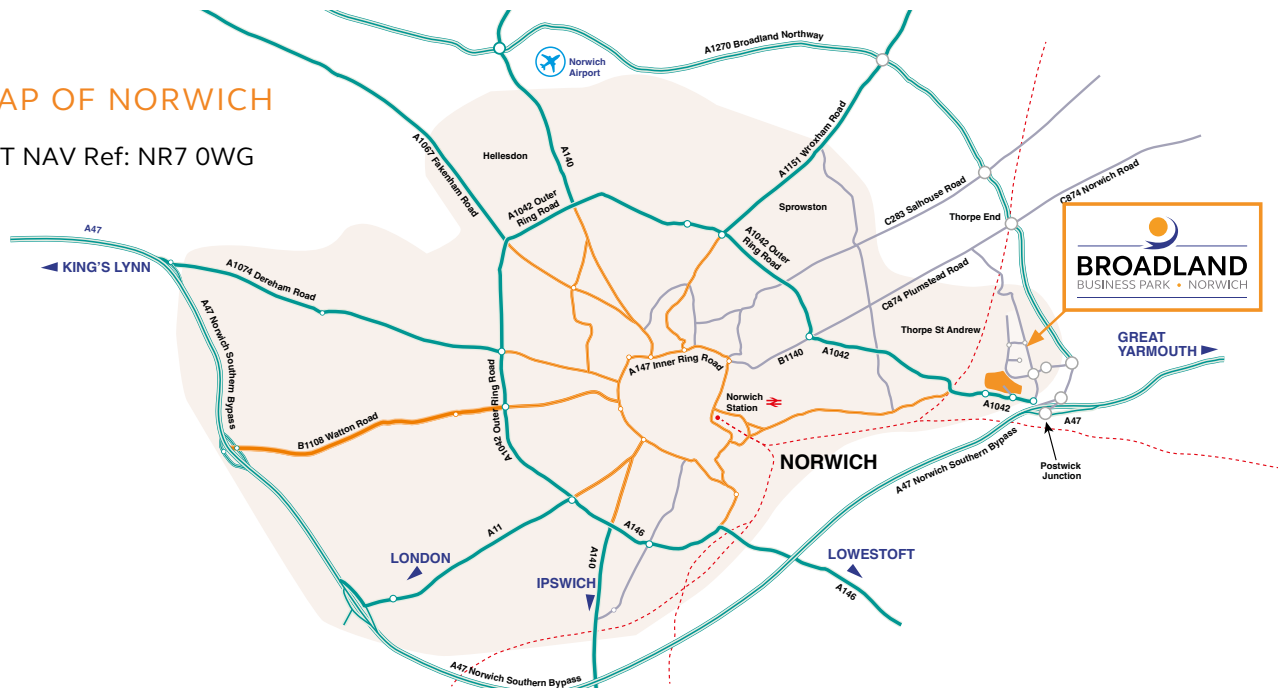 AP OF NORWICH
T NAV Ref: NR7 0WG
A1270 Broadland Northway
Norwich
Airport
A1067 Fakenham Road
Hellesdon
A140
A1151 Wroxham Road
A1042 Outer
Ring Road
Sprowston
C283 Salhouse Road
C874 Norwich Road
Thorpe End
A47
KING'S LYNN
A1074 Dereham Road
A1042 Outer
Ring Road
C874 Plumstead Road
BROADLAND
BUSINESS PARK • NORWICH
A47 Norwich Southern Bypass
Thorpe St Andrew
GREAT
YARMOUTH
A147 Inner Ring Road
B1140
A1042
A1042 Outer Ring Road
Norwich
Station
A1042
A47
B1108 Watton Road
NORWICH
A47 Norwich Southern Bypass
Postwick
Junction
A11
A146
LONDON
A140
IPSWICH
LOWESTOFT
A146
A47 Norwich Southern Bypass